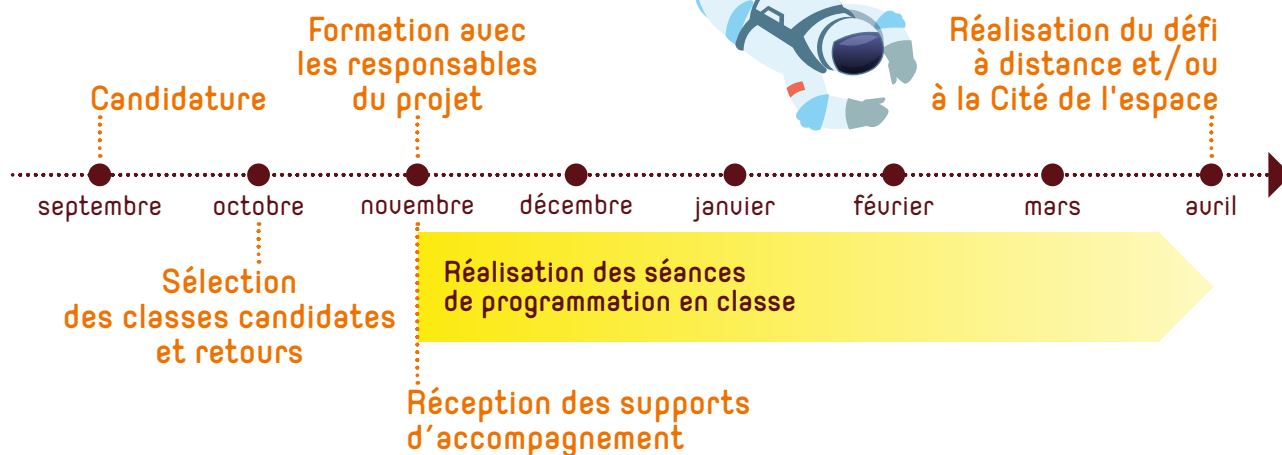 Formation avec
les responsables
du projet
Réalisation du défi
à distance et/ou
à la Cité de l'espace
Candidature
septembre
octobre
novembre
décembre
janvier
février
mars
avril
Sélection
des classes candidates
et retours
Réalisation des séances
de programmation en classe
Réception des supports
d’accompagnement